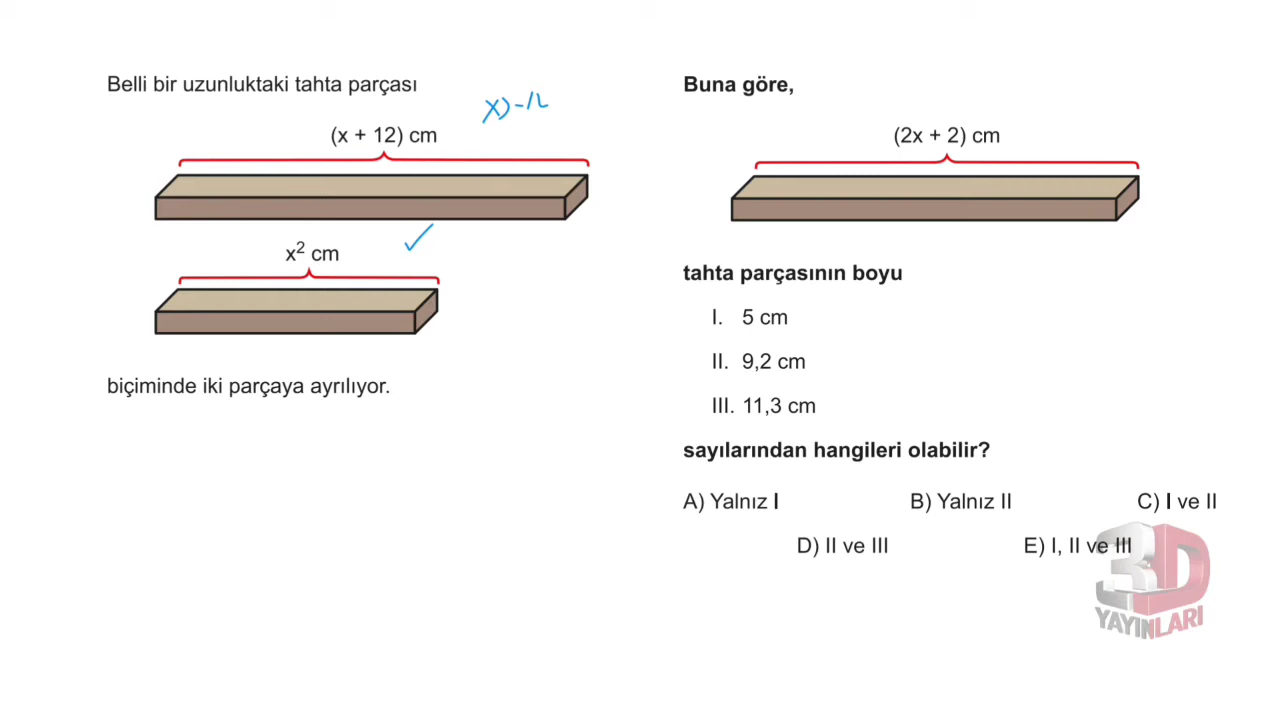 Belli bir uzunluktaki tahta parçası
x>-12
(x + 12) cm
x² cm
biçiminde iki parçaya ayrılıyor.
Buna göre,
(2x + 2) cm
tahta parçasının boyu
I. 5 cm
II. 9,2 cm
III. 11,3 cm
sayılarından hangileri olabilir?
A) Yalnız I B) Yalnız II C) I ve II
D) II ve III E) I, II ve III
3D
YAYINLARI